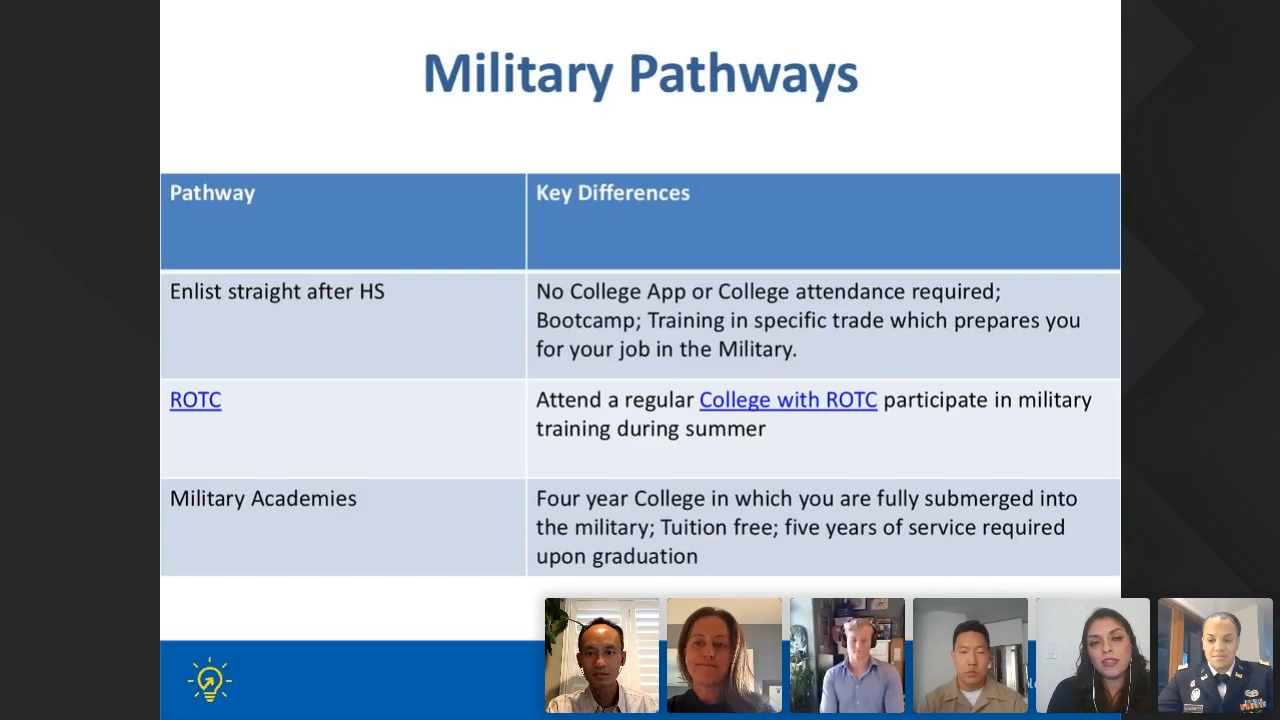 Military Pathways
Pathway
Key Differences
Enlist straight after HS
No College App or College attendance required;
Bootcamp; Training in specific trade which prepares you
for your job in the Military.
ROTC
Attend a regular College with ROTC participate in military
training during summer
Military Academies
Four year College in which you are fully submerged into
the military; Tuition free; five years of service required
upon graduation